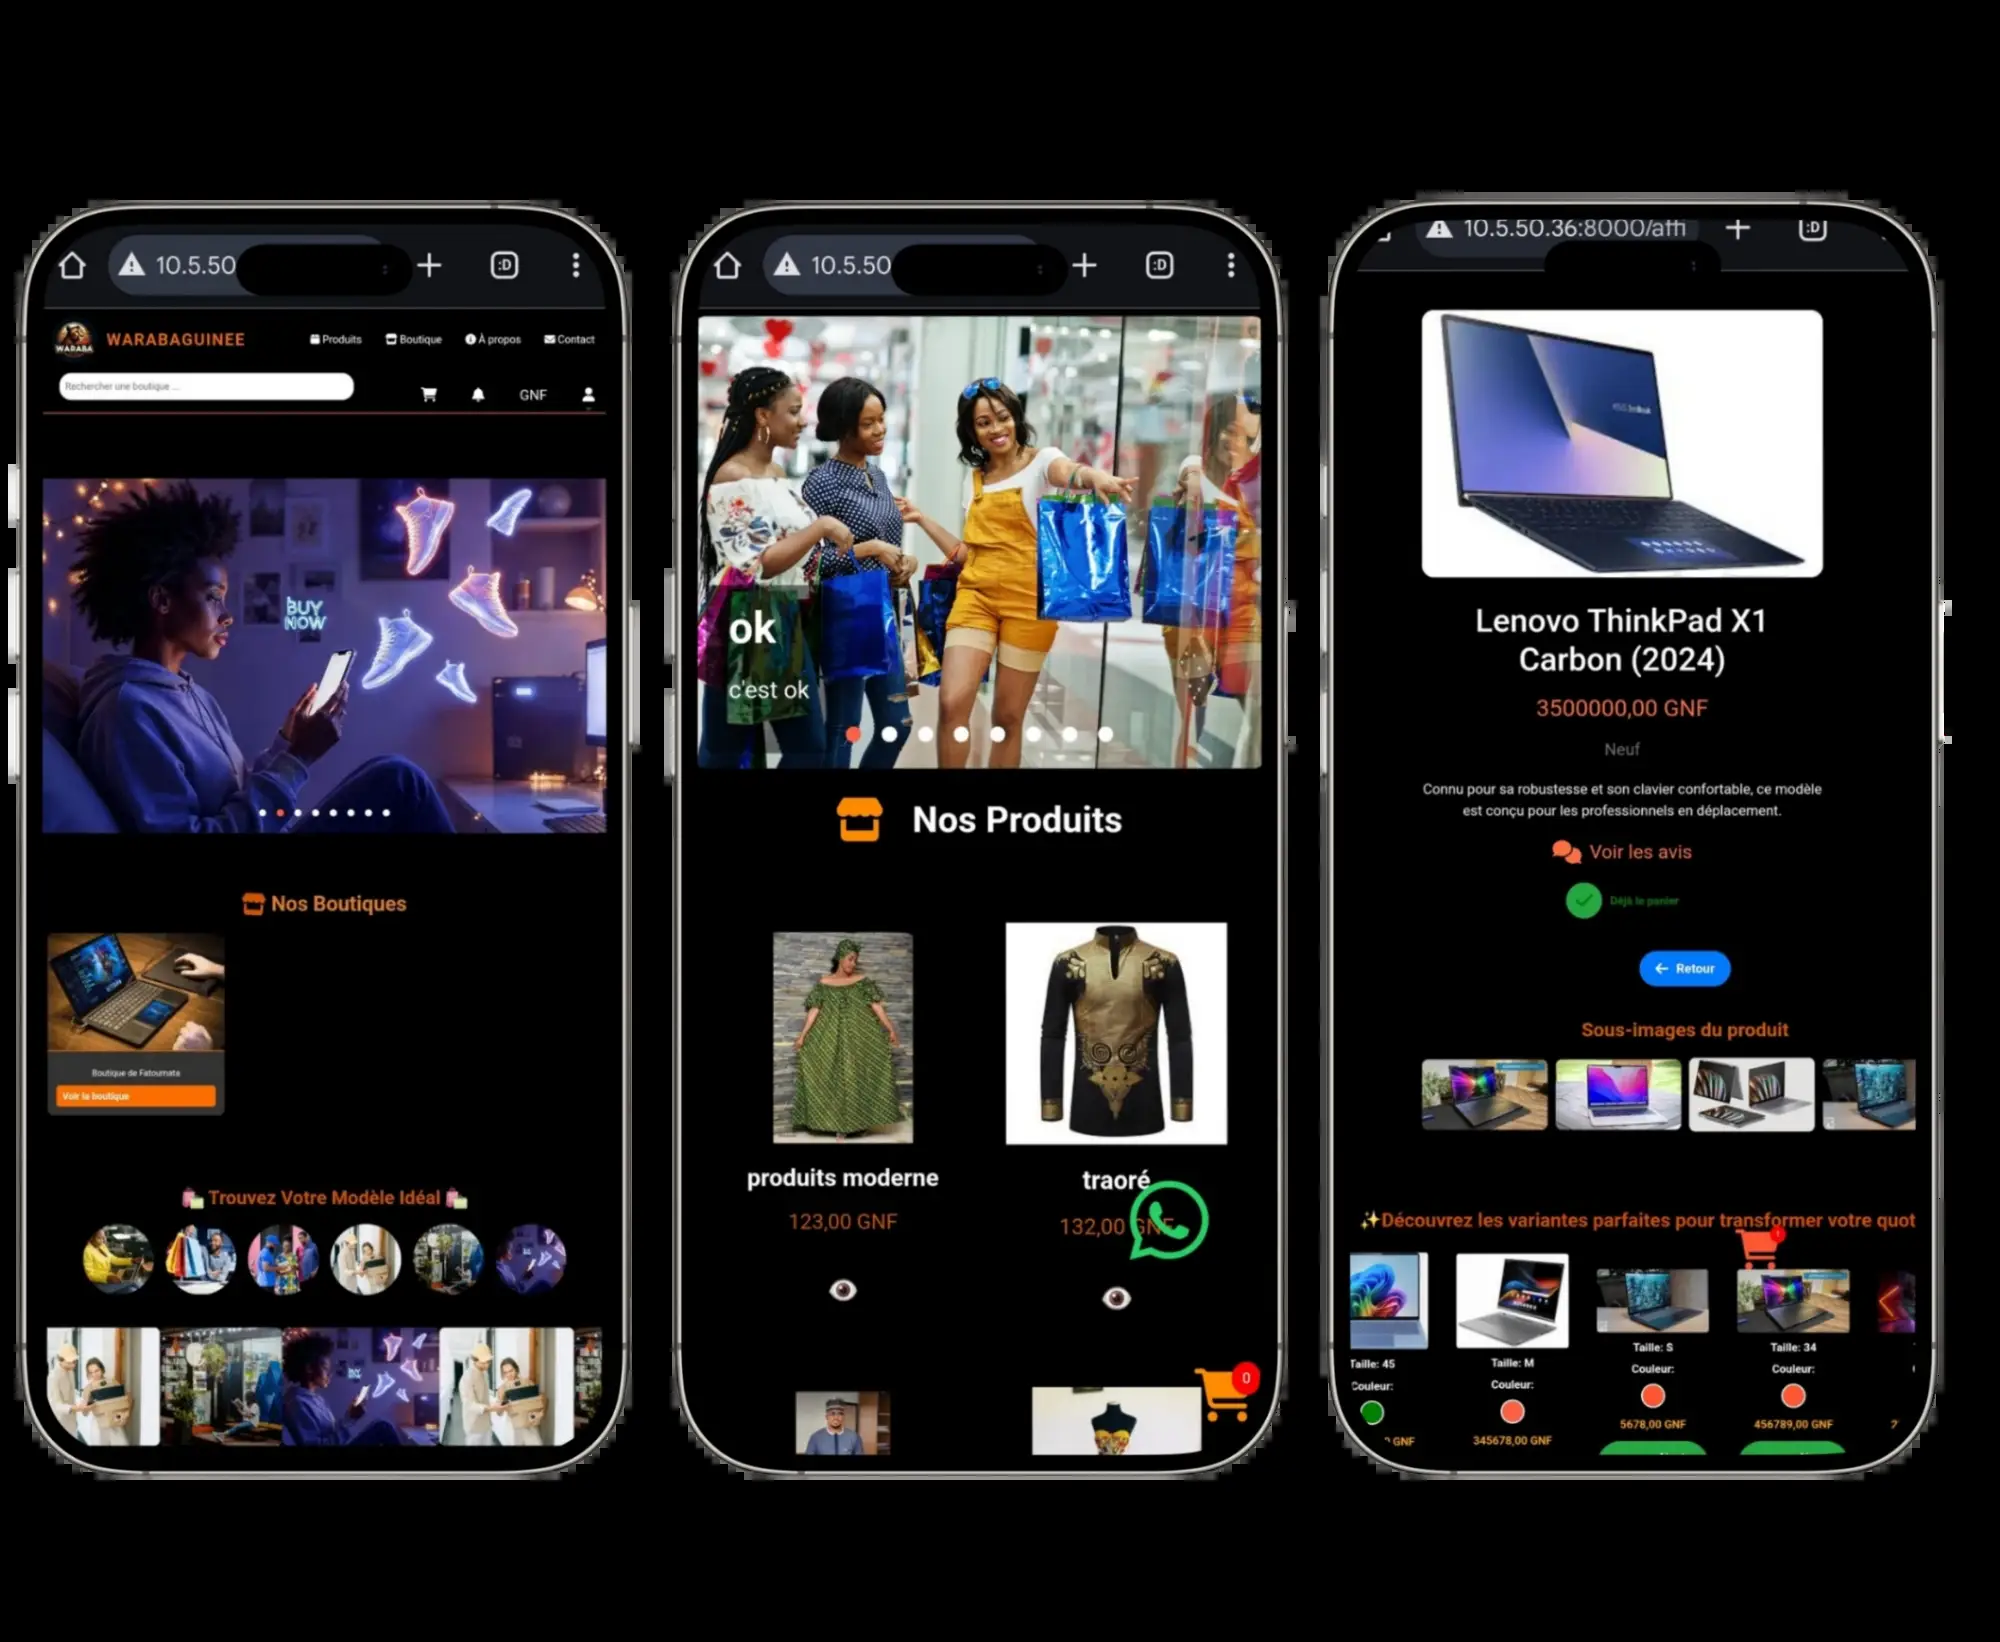 10.5.50
WARABA
WARABAGUINEE
Produits
Boutique
À propos
Contact
Rechercher une boutique ...
GNF
BUY
NOW
Nos Boutiques
Boutique de Fatoumata
Voir la boutique
Trouvez Votre Modèle Idéal
10.5.50
ok
c'est ok
Nos Produits
produits moderne
123,00 GNF
traoré
132,00 GNF
0
10.5.50.36:8000/affi
Lenovo ThinkPad X1
Carbon (2024)
3500000,00 GNF
Neuf
Connu pour sa robustesse et son clavier confortable, ce modèle
est conçu pour les professionnels en déplacement.
Voir les avis
Déjà le panier
Retour
Sous-images du produit
Découvrez les variantes parfaites pour transformer votre quot
1
Taille: 45
Couleur:
GNF
Taille: M
Couleur:
345678,00 GNF
Taille: S
Couleur:
5678,00 GNF
Taille: 34
Couleur:
456789,00 GNF